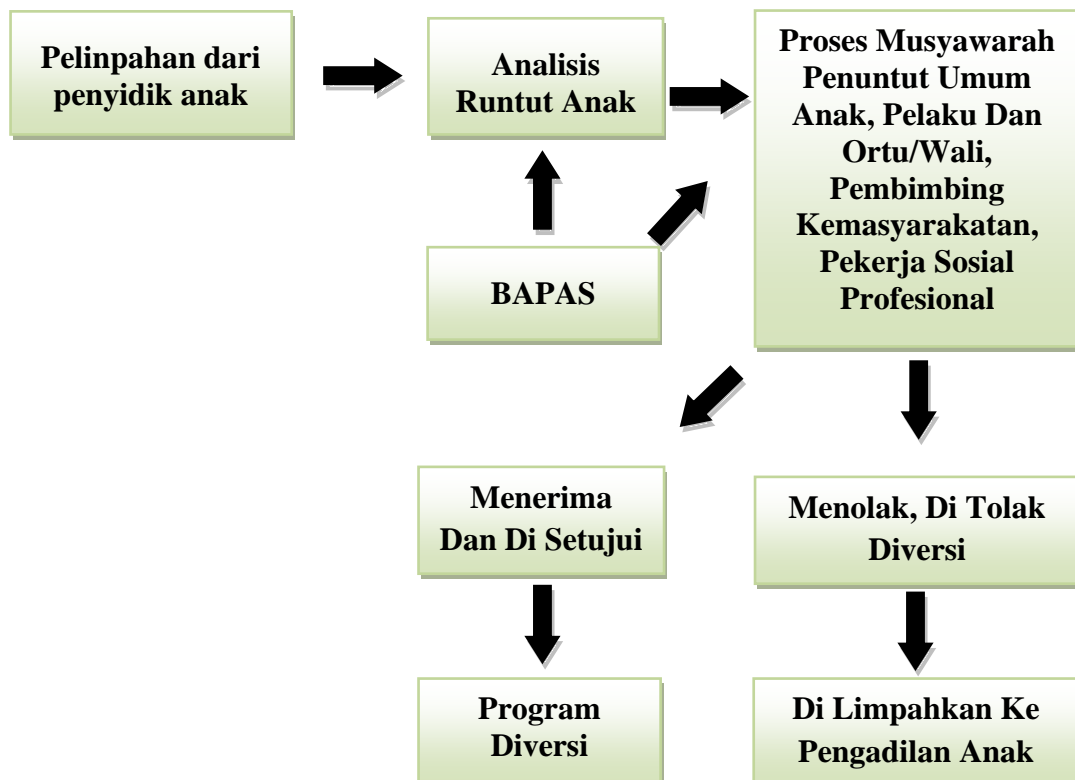 Pelinpahan dari
penyidik anak
Analisis
Runtut Anak
Proses Musyawarah
Penuntut Umum
Anak, Pelaku Dan
Ortu/Wali,
Pembimbing
Kemasyarakatan,
Pekerja Sosial
Profesional
BAPAS
Menerima
Dan Di Setujui
Menolak, Di Tolak
Diversi
Program
Diversi
Di Limpahkan Ke
Pengadilan Anak